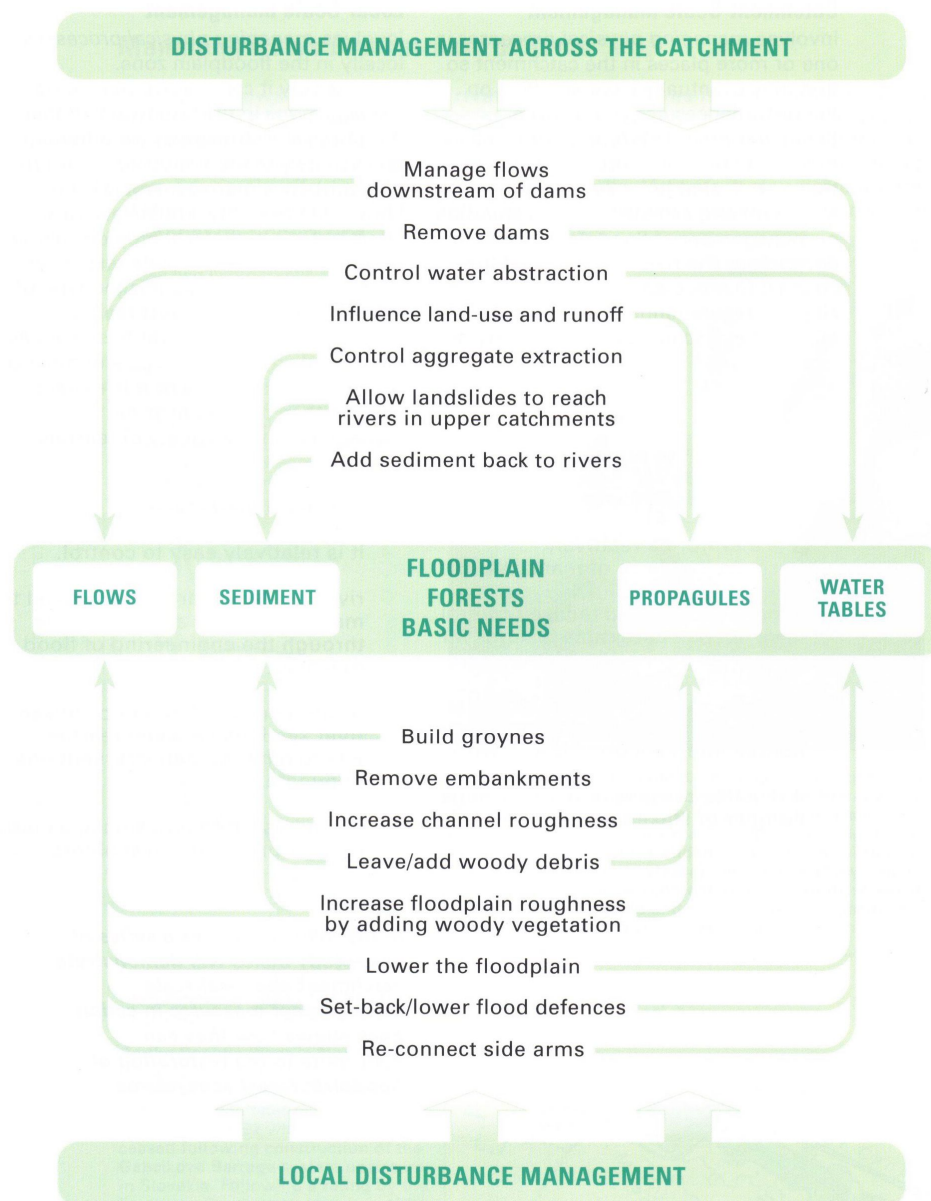 DISTURBANCE MANAGEMENT ACROSS THE CATCHMENT
Manage flows
downstream of dams
Remove dams
Control water abstraction
Influence land-use and runoff
Control aggregate extraction
Allow landslides to reach
rivers in upper catchments
Add sediment back to rivers
FLOWS
SEDIMENT
FLOODPLAIN
FORESTS
BASIC NEEDS
PROPAGULES
WATER
TABLES
Build groynes
Remove embankments
Increase channel roughness
Leave/add woody debris
Increase floodplain roughness
by adding woody vegetation
Lower the floodplain
Set-back/lower flood defences
Re-connect side arms
LOCAL DISTURBANCE MANAGEMENT